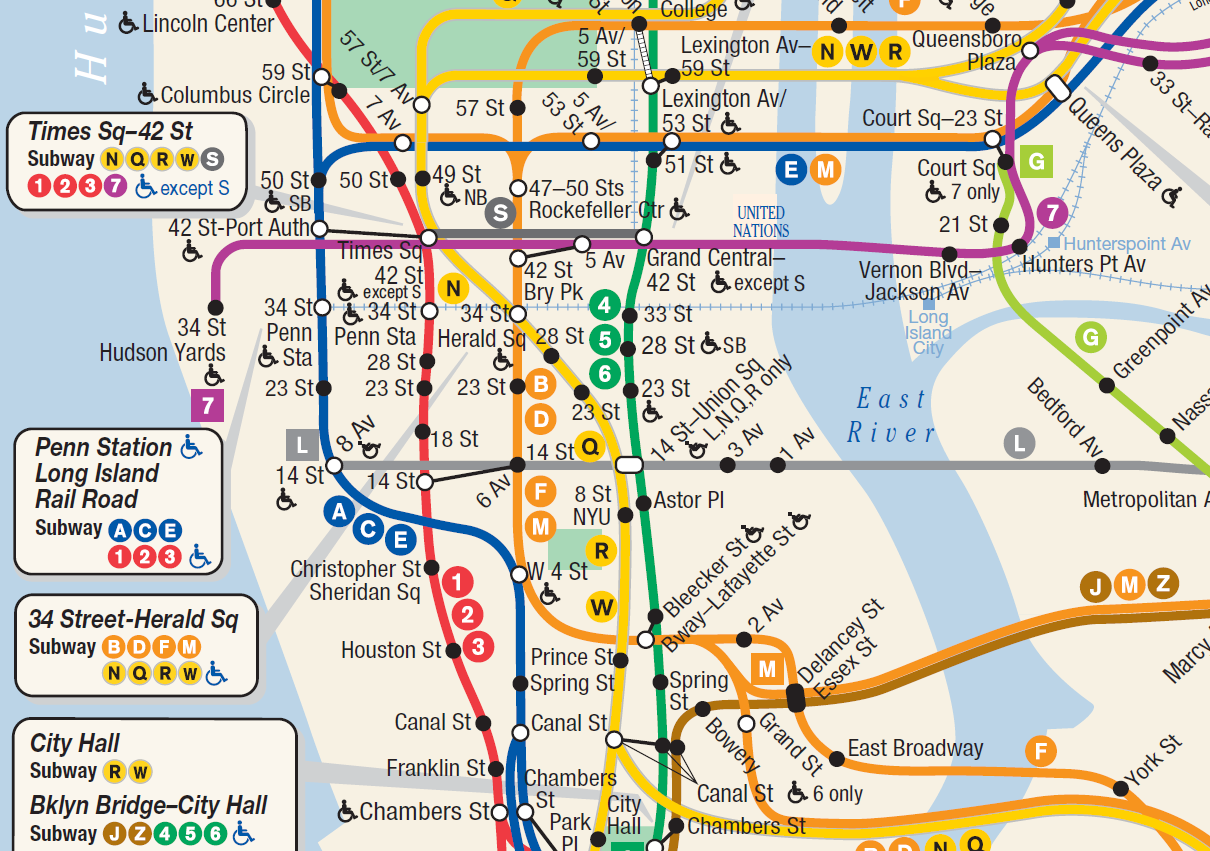 66 St
Lincoln Center
Hu
College
5 Av/
59 St
Lexington Av–
59 St
N W R
Queensboro
Plaza
33 St–Ra
57 St/7 Av
59 St
Columbus Circle
7 Av
57 St
5 Av/
53 St
Lexington Av/
53 St
Court Sq–23 St
Queens Plaza
Times Sq–42 St
Subway N Q R W S
1 2 3 7 except S
50 St
SB
50 St
49 St
NB
51 St
E M
Court Sq
7 only
G
S
47–50 Sts
Rockefeller Ctr
UNITED
NATIONS
21 St
7
42 St-Port Auth
Times Sq
42 St
except S
5 Av
42 St
Bry Pk
Grand Central–
42 St except S
Vernon Blvd–
Jackson Av
Hunterspoint Av
Hunters Pt Av
N
34 St
Hudson Yards
7
34 St
Penn
Sta
34 St
Penn Sta
34 St
Herald Sq
28 St
4
5
6
33 St
28 St SB
Long
Island
City
G
Greenpoint Av
28 St
23 St
23 St
23 St
B
D
23 St
23 St
14 St–Union Sq
L,N,Q,R only
3 Av
1 Av
East
River
Bedford Av
Nass
L
8 Av
18 St
14 St
Q
L
14 St
14 St
6 Av
Metropolitan A
Penn Station
Long Island
Rail Road
Subway A C E
1 2 3
A C E
F
M
8 St
NYU
Astor Pl
R
W
Christopher St
Sheridan Sq
1
2
3
W 4 St
Bleecker St
Bway–Lafayette St
2 Av
J M Z
34 Street-Herald Sq
Subway B D F M
N Q R W
Houston St
Prince St
Spring St
Spring
St
M
Delancey St
Essex St
Marcy
Canal St
Canal St
Bowery
Grand St
East Broadway
F
York St
Franklin St
Chambers
St
Canal St 6 only
City Hall
Subway R W
Bklyn Bridge–City Hall
Subway J Z 4 5 6
Chambers St
Park
Pl
City
Hall
Chambers St
B D N Q